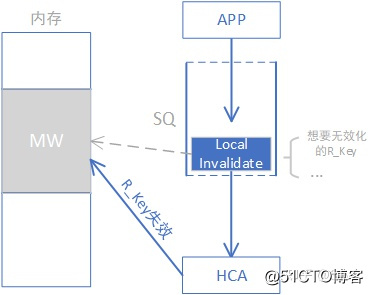 内存
APP
SQ
MW
Local
Invalidate
想要无效化
的R_Key
...
R_Key失效
HCA
@51CTO博客